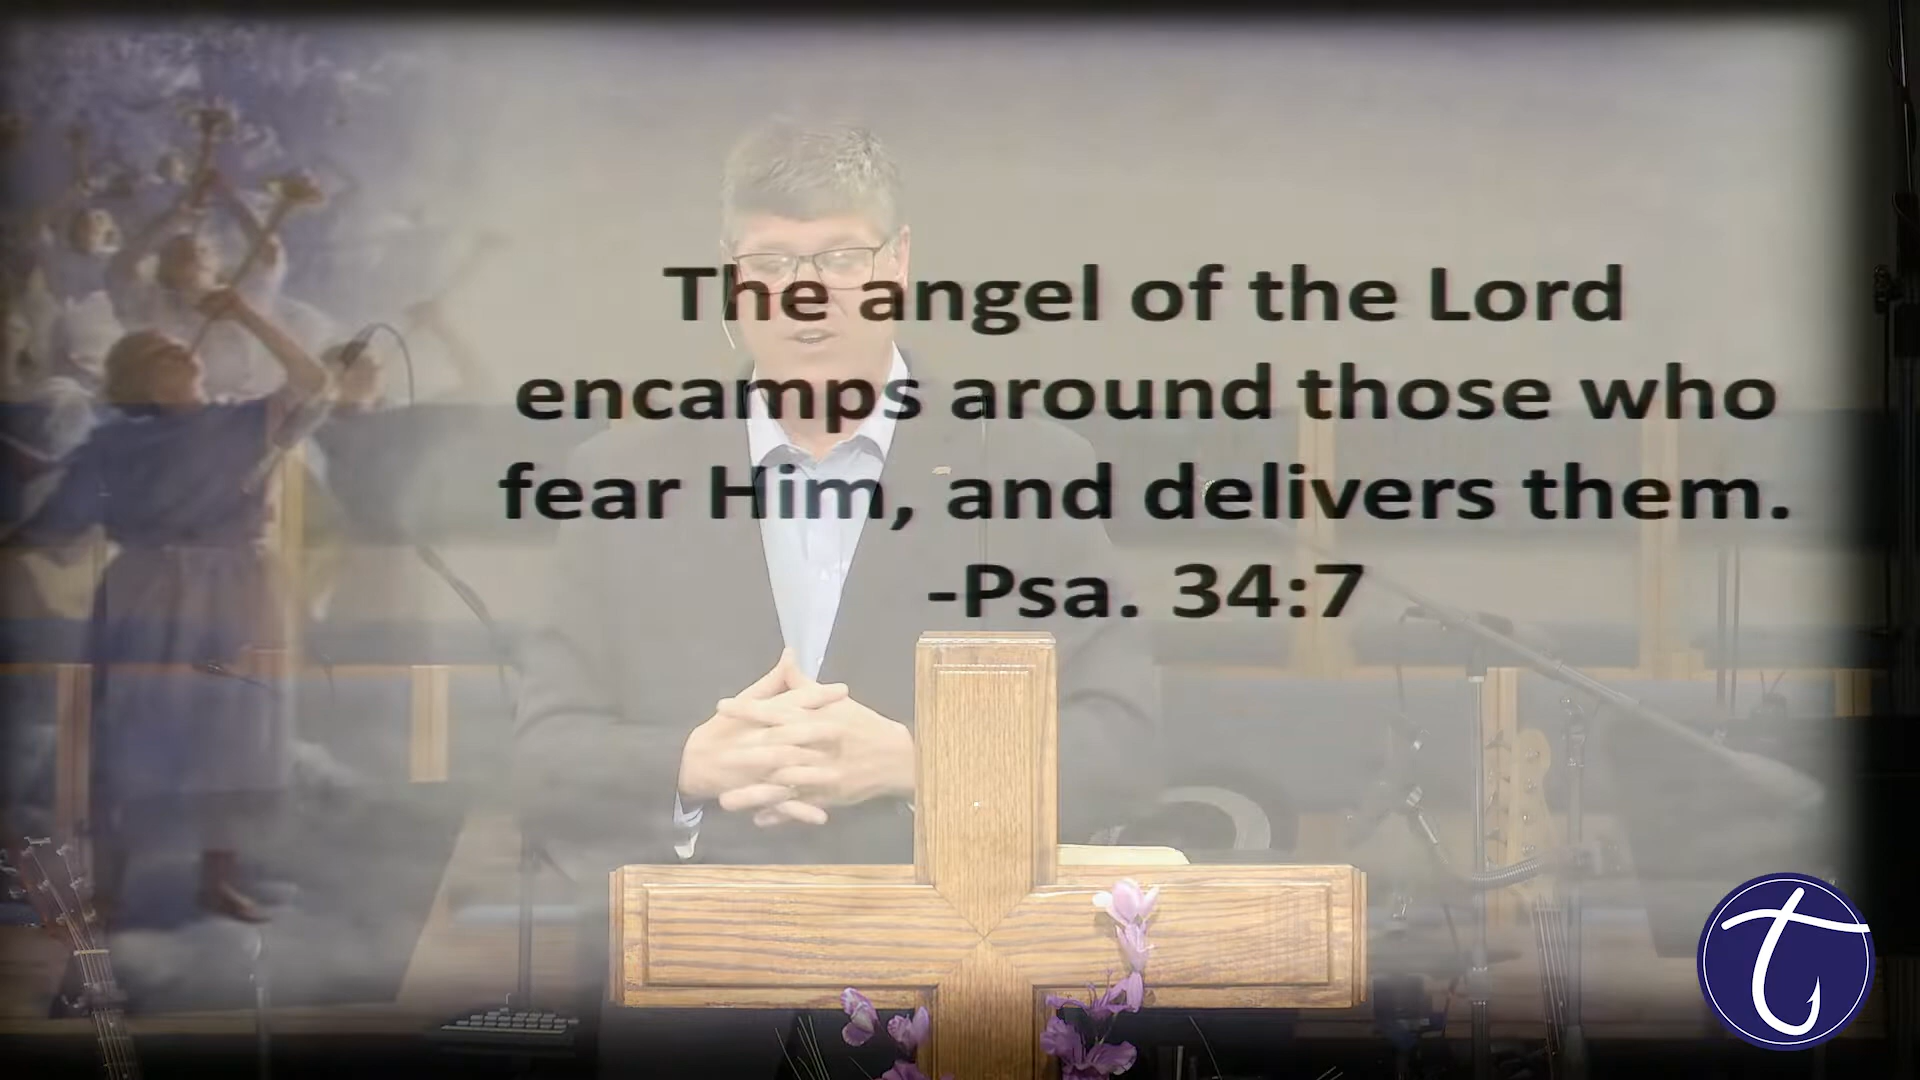 The angel of the Lord
encamps around those who
fear Him, and delivers them.
-Psa. 34:7